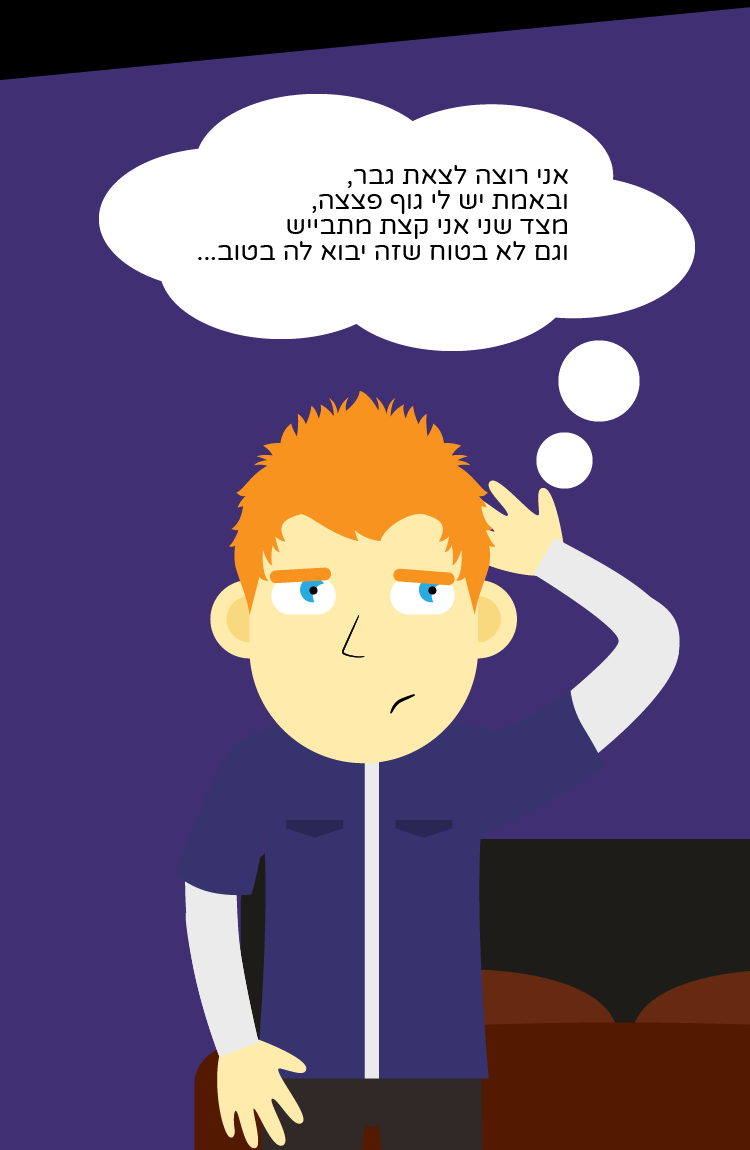 אני רוצה לצאת גבר,
ובאמת יש לי גוף פצצה,
מצד שני אני קצת מתבייש
וגם לא בטוח שזה יבוא לה בטוב...